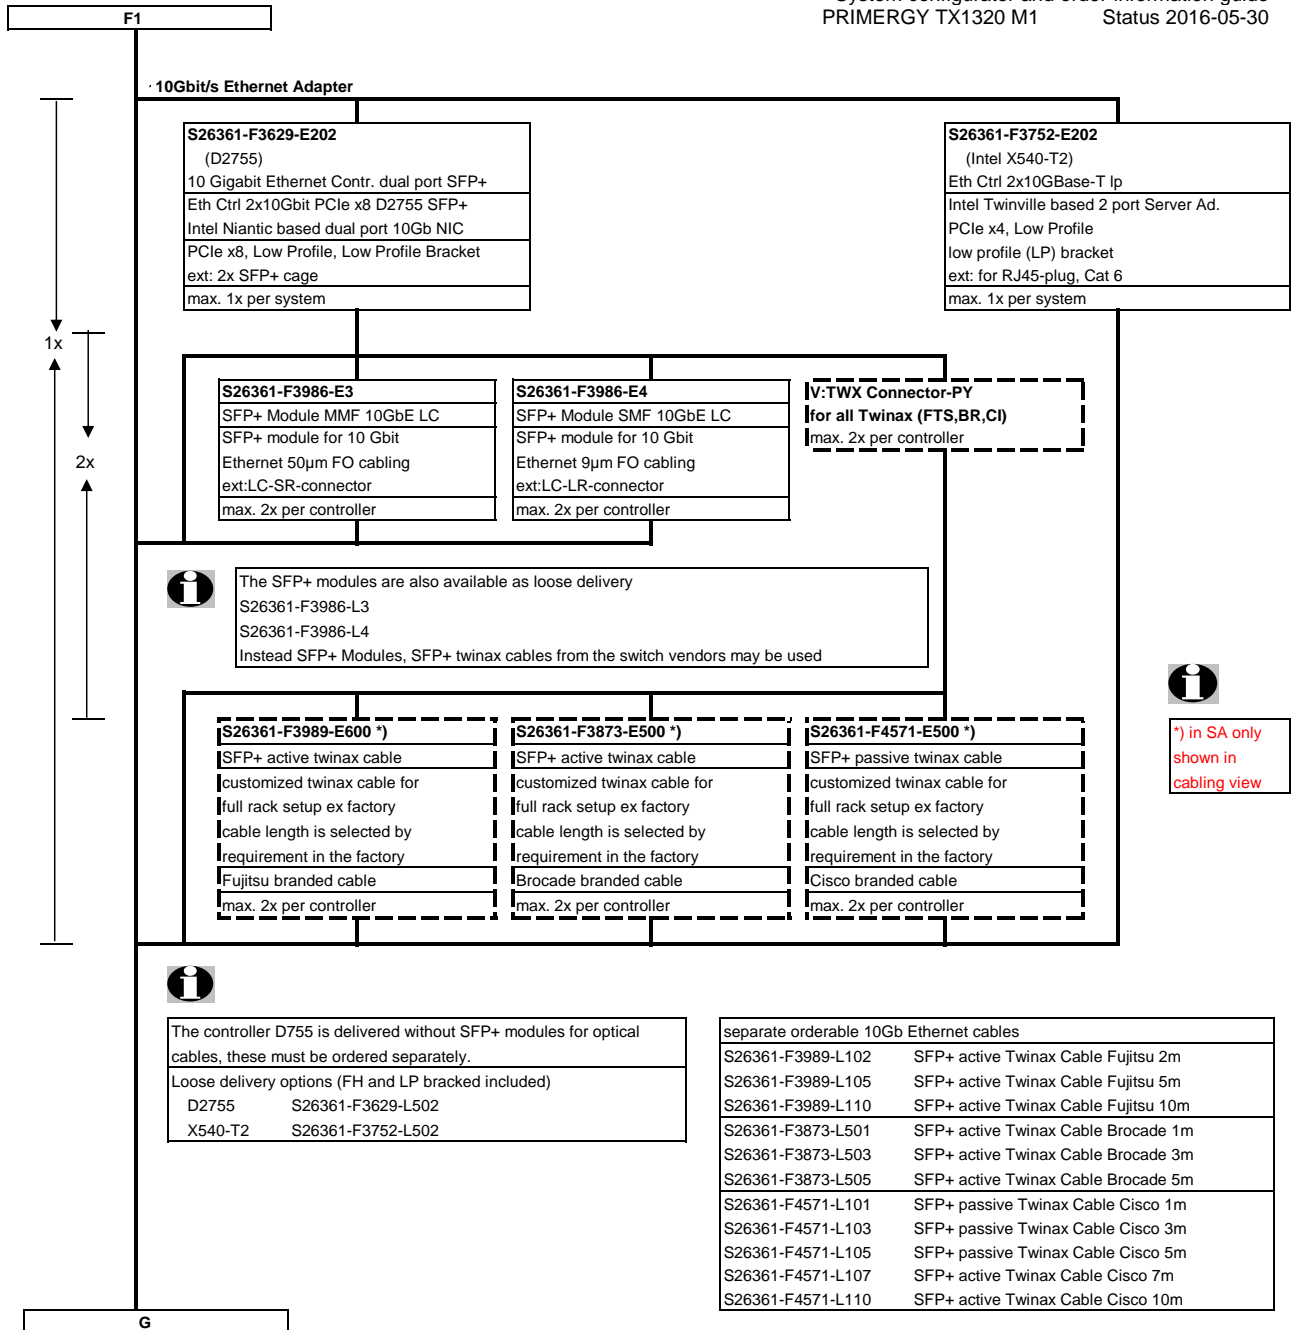 System configurator and order information guide
PRIMERGY TX1320 M1 Status 2016-05-30
F1
· 10Gbit/s Ethernet Adapter
S26361-F3629-E202
(D2755)
10 Gigabit Ethernet Contr. dual port SFP+
Eth Ctrl 2x10Gbit PCIe x8 D2755 SFP+
Intel Niantic based dual port 10Gb NIC
PCIe x8, Low Profile, Low Profile Bracket
ext: 2x SFP+ cage
max. 1x per system
S26361-F3752-E202
(Intel X540-T2)
Eth Ctrl 2x10GBase-T lp
Intel Twinville based 2 port Server Ad.
PCIe x4, Low Profile
low profile (LP) bracket
ext: for RJ45-plug, Cat 6
max. 1x per system
1x
2x
S26361-F3986-E3
SFP+ Module MMF 10GbE LC
SFP+ module for 10 Gbit
Ethernet 50µm FO cabling
ext:LC-SR-connector
max. 2x per controller
S26361-F3986-E4
SFP+ Module SMF 10GbE LC
SFP+ module for 10 Gbit
Ethernet 9µm FO cabling
ext:LC-LR-connector
max. 2x per controller
V:TWX Connector-PY
for all Twinax (FTS,BR,CI)
max. 2x per controller
The SFP+ modules are also available as loose delivery
S26361-F3986-L3
S26361-F3986-L4
Instead SFP+ Modules, SFP+ twinax cables from the switch vendors may be used
S26361-F3989-E600 *)
SFP+ active twinax cable
customized twinax cable for
full rack setup ex factory
cable length is selected by
requirement in the factory
Fujitsu branded cable
max. 2x per controller
S26361-F3873-E500 *)
SFP+ active twinax cable
customized twinax cable for
full rack setup ex factory
cable length is selected by
requirement in the factory
Brocade branded cable
max. 2x per controller
S26361-F4571-E500 *)
SFP+ passive twinax cable
customized twinax cable for
full rack setup ex factory
cable length is selected by
requirement in the factory
Cisco branded cable
max. 2x per controller
*) in SA only
shown in
cabling view
The controller D755 is delivered without SFP+ modules for optical
cables, these must be ordered separately.
Loose delivery options (FH and LP bracked included)
D2755 S26361-F3629-L502
X540-T2 S26361-F3752-L502
separate orderable 10Gb Ethernet cables
S26361-F3989-L102 SFP+ active Twinax Cable Fujitsu 2m
S26361-F3989-L105 SFP+ active Twinax Cable Fujitsu 5m
S26361-F3989-L110 SFP+ active Twinax Cable Fujitsu 10m
S26361-F3873-L501 SFP+ active Twinax Cable Brocade 1m
S26361-F3873-L503 SFP+ active Twinax Cable Brocade 3m
S26361-F3873-L505 SFP+ active Twinax Cable Brocade 5m
S26361-F4571-L101 SFP+ passive Twinax Cable Cisco 1m
S26361-F4571-L103 SFP+ passive Twinax Cable Cisco 3m
S26361-F4571-L105 SFP+ passive Twinax Cable Cisco 5m
S26361-F4571-L107 SFP+ active Twinax Cable Cisco 7m
S26361-F4571-L110 SFP+ active Twinax Cable Cisco 10m
G